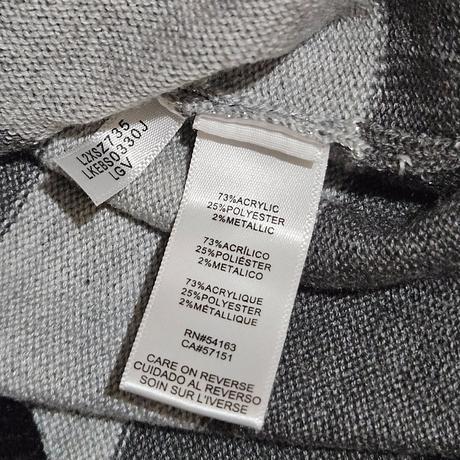 L2XSZ735
LKEBS0330J
IGV
73%ACRYLIC
25%POLYESTER
2%METALLIC
73%ACRÍLICO
25%POLIÉSTER
2%METALICO
73%ACRYLIQUE
25%POLYESTER
2%MÉTALLIQUE
RN#54163
CA#57151
CARE ON REVERSE
CUIDADO AL REVERSO
SOIN SUR L'IVERSE